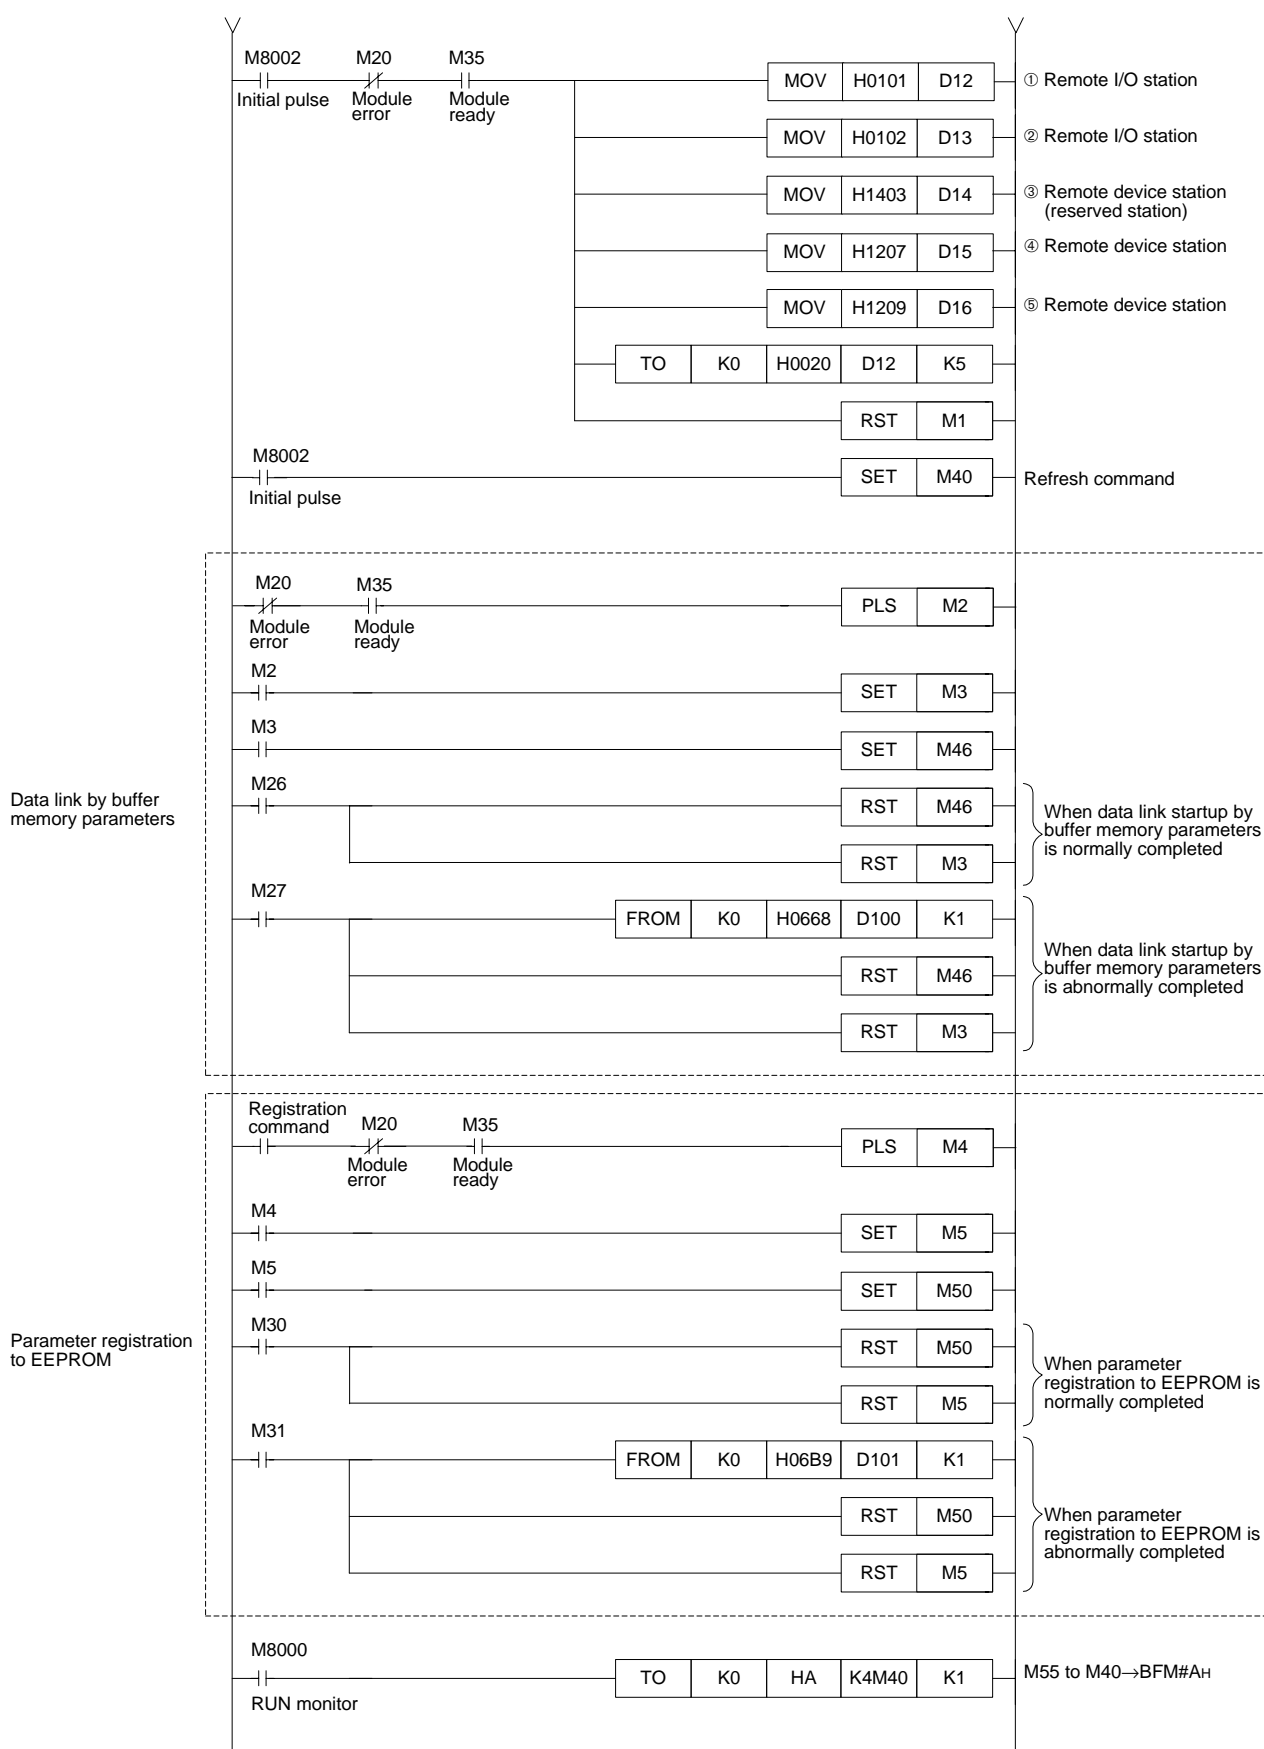 M8002 M20 M35
MOV H0101 D12 ① Remote I/O station
Initial pulse Module error Module ready
MOV H0102 D13 ② Remote I/O station
MOV H1403 D14 ③ Remote device station
(reserved station)
MOV H1207 D15 ④ Remote device station
MOV H1209 D16 ⑤ Remote device station
TO K0 H0020 D12 K5
RST M1
M8002
SET M40 Refresh command
Initial pulse
M20 M35
PLS M2
Module error Module ready
M2
SET M3
M3
SET M46
Data link by buffer
memory parameters
M26
RST M46
RST M3
When data link startup by
buffer memory parameters
is normally completed
M27
FROM K0 H0668 D100 K1
RST M46
RST M3
When data link startup by
buffer memory parameters
is abnormally completed
Registration
command M20 M35
PLS M4
Module error Module ready
M4
SET M5
M5
SET M50
Parameter registration
to EEPROM
M30
RST M50
RST M5
When parameter
registration to EEPROM is
normally completed
M31
FROM K0 H06B9 D101 K1
RST M50
RST M5
When parameter
registration to EEPROM is
abnormally completed
M8000
TO K0 HA K4M40 K1 M55 to M40→BFM#AH
RUN monitor